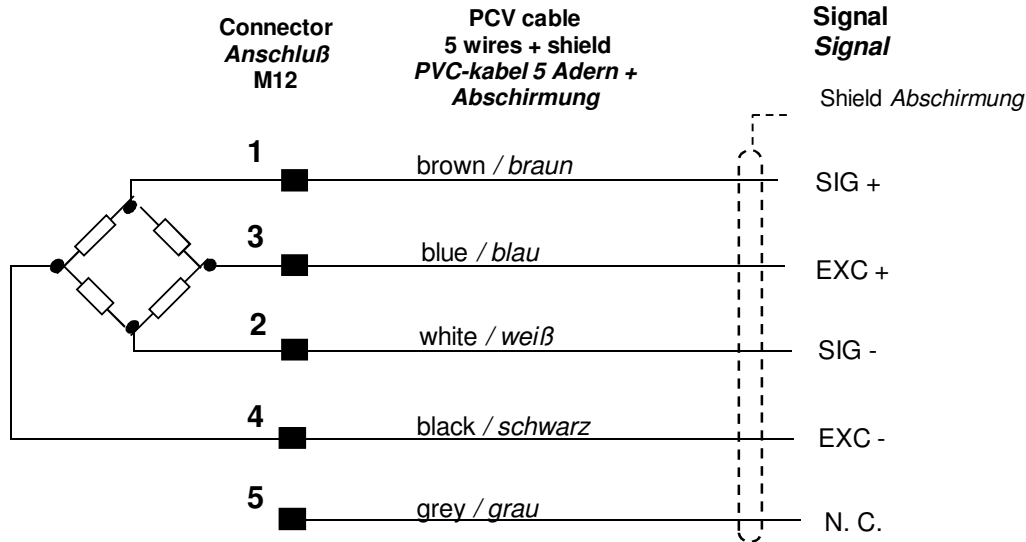 Connector
Anschluß
M12
PCV cable
5 wires + shield
PVC-kabel 5 Adern +
Abschirmung
Signal
Signal
Shield Abschirmung
1
brown / braun
SIG +
3
blue / blau
EXC +
2
white / weiß
SIG -
4
black / schwarz
EXC -
5
grey / grau
N. C.